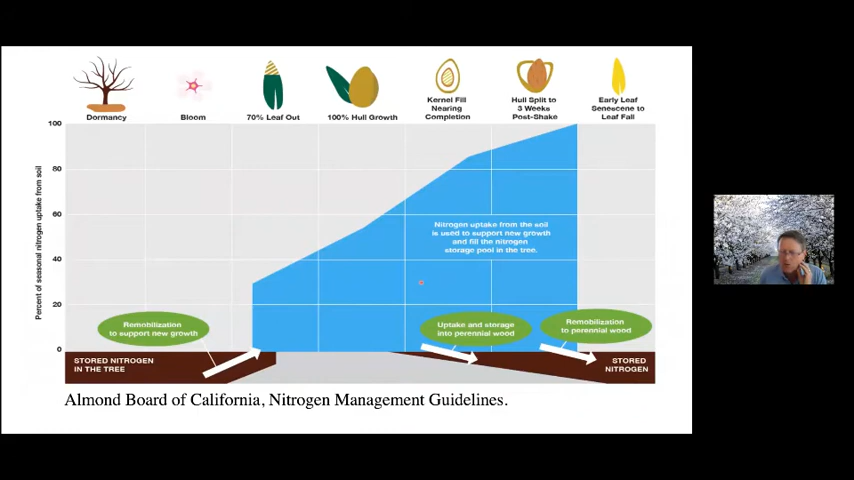 Dormancy
Bloom
70% Leaf Out
100% Hull Growth
Kernel Fill
Nearing
Completion
Hull Split to
3 Weeks
Post-Shake
Early Leaf
Senecene to
Leaf Fall
Percent of seasonal nitrogen uptake from soil
100
80
60
40
20
0
Nitrogen uptake from the soil
is used to support new growth
and fill the nitrogen
storage pool in the tree.
Remobilization
to support new growth
Uptake and storage
into perennial wood
Remobilization
to perennial wood
STORED NITROGEN
IN THE TREE
STORED
NITROGEN
Almond Board of California, Nitrogen Management Guidelines.